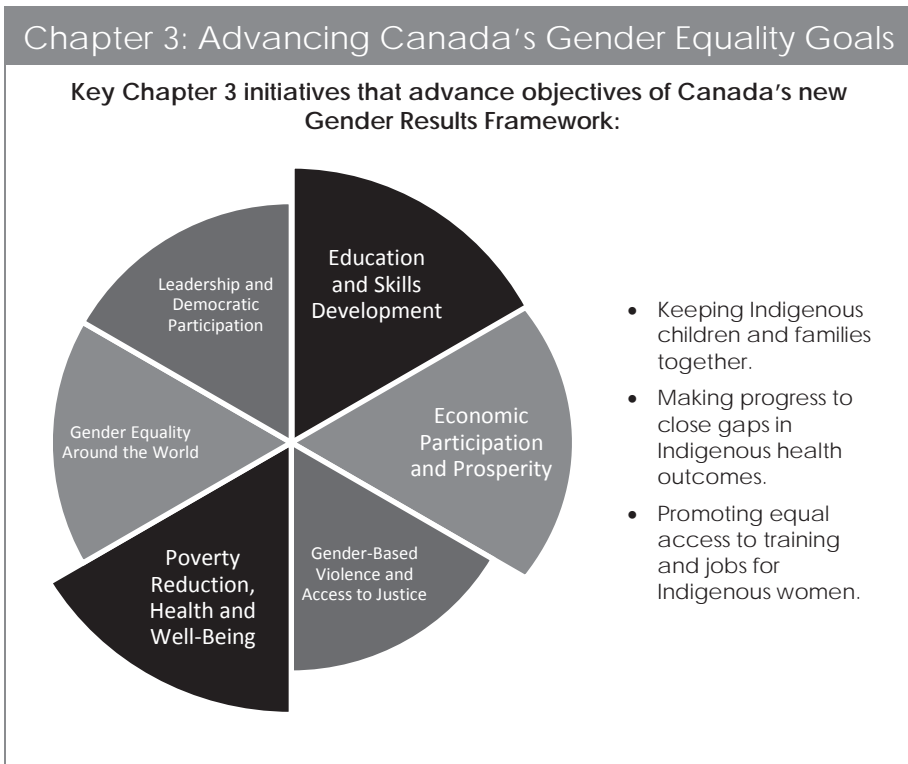 Chapter 3: Advancing Canada's Gender Equality Goals
Key Chapter 3 initiatives that advance objectives of Canada's new
Gender Results Framework:
Education
and Skills
Development
Economic
Participation
and Prosperity
Gender-Based
Violence and
Access to Justice
Poverty
Reduction,
Health and
Well-Being
Gender Equality
Around the World
Leadership and
Democratic
Participation
• Keeping Indigenous
children and families
together.
• Making progress to
close gaps in
Indigenous health
outcomes.
• Promoting equal
access to training
and jobs for
Indigenous women.